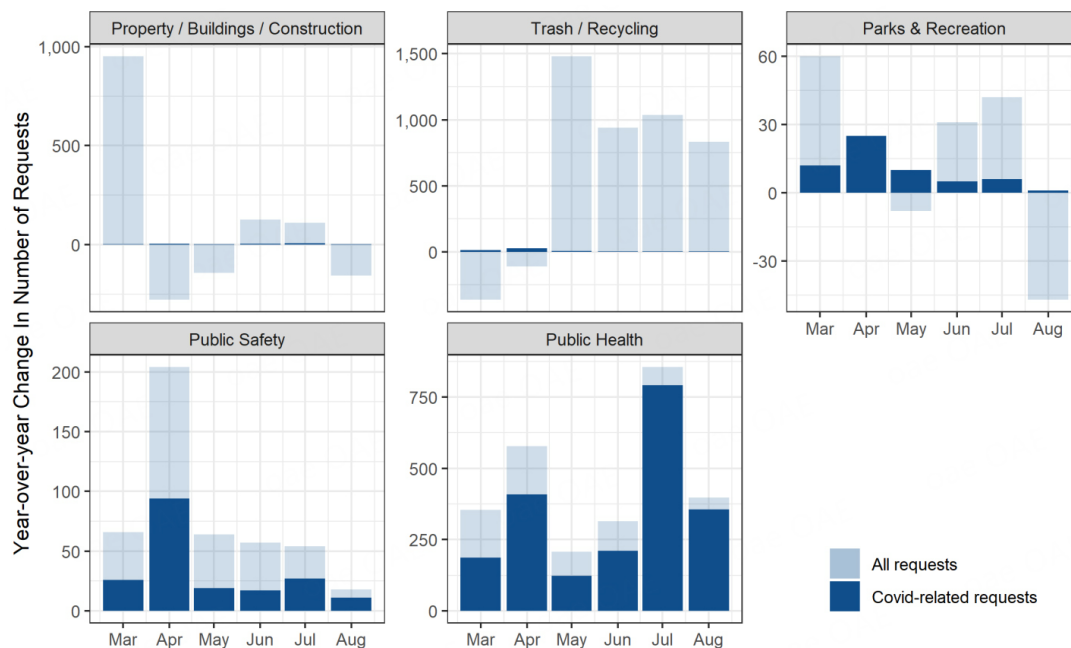 Property / Buildings / Construction
Trash / Recycling
Parks & Recreation
1,000
500
0
1,500
1,000
500
0
60
30
0
-30
Mar Apr May Jun Jul Aug
Public Safety
Public Health
200
150
100
50
0
750
500
250
0
Mar Apr May Jun Jul Aug
Mar Apr May Jun Jul Aug
Year-over-year Change In Number of Requests
All requests
Covid-related requests